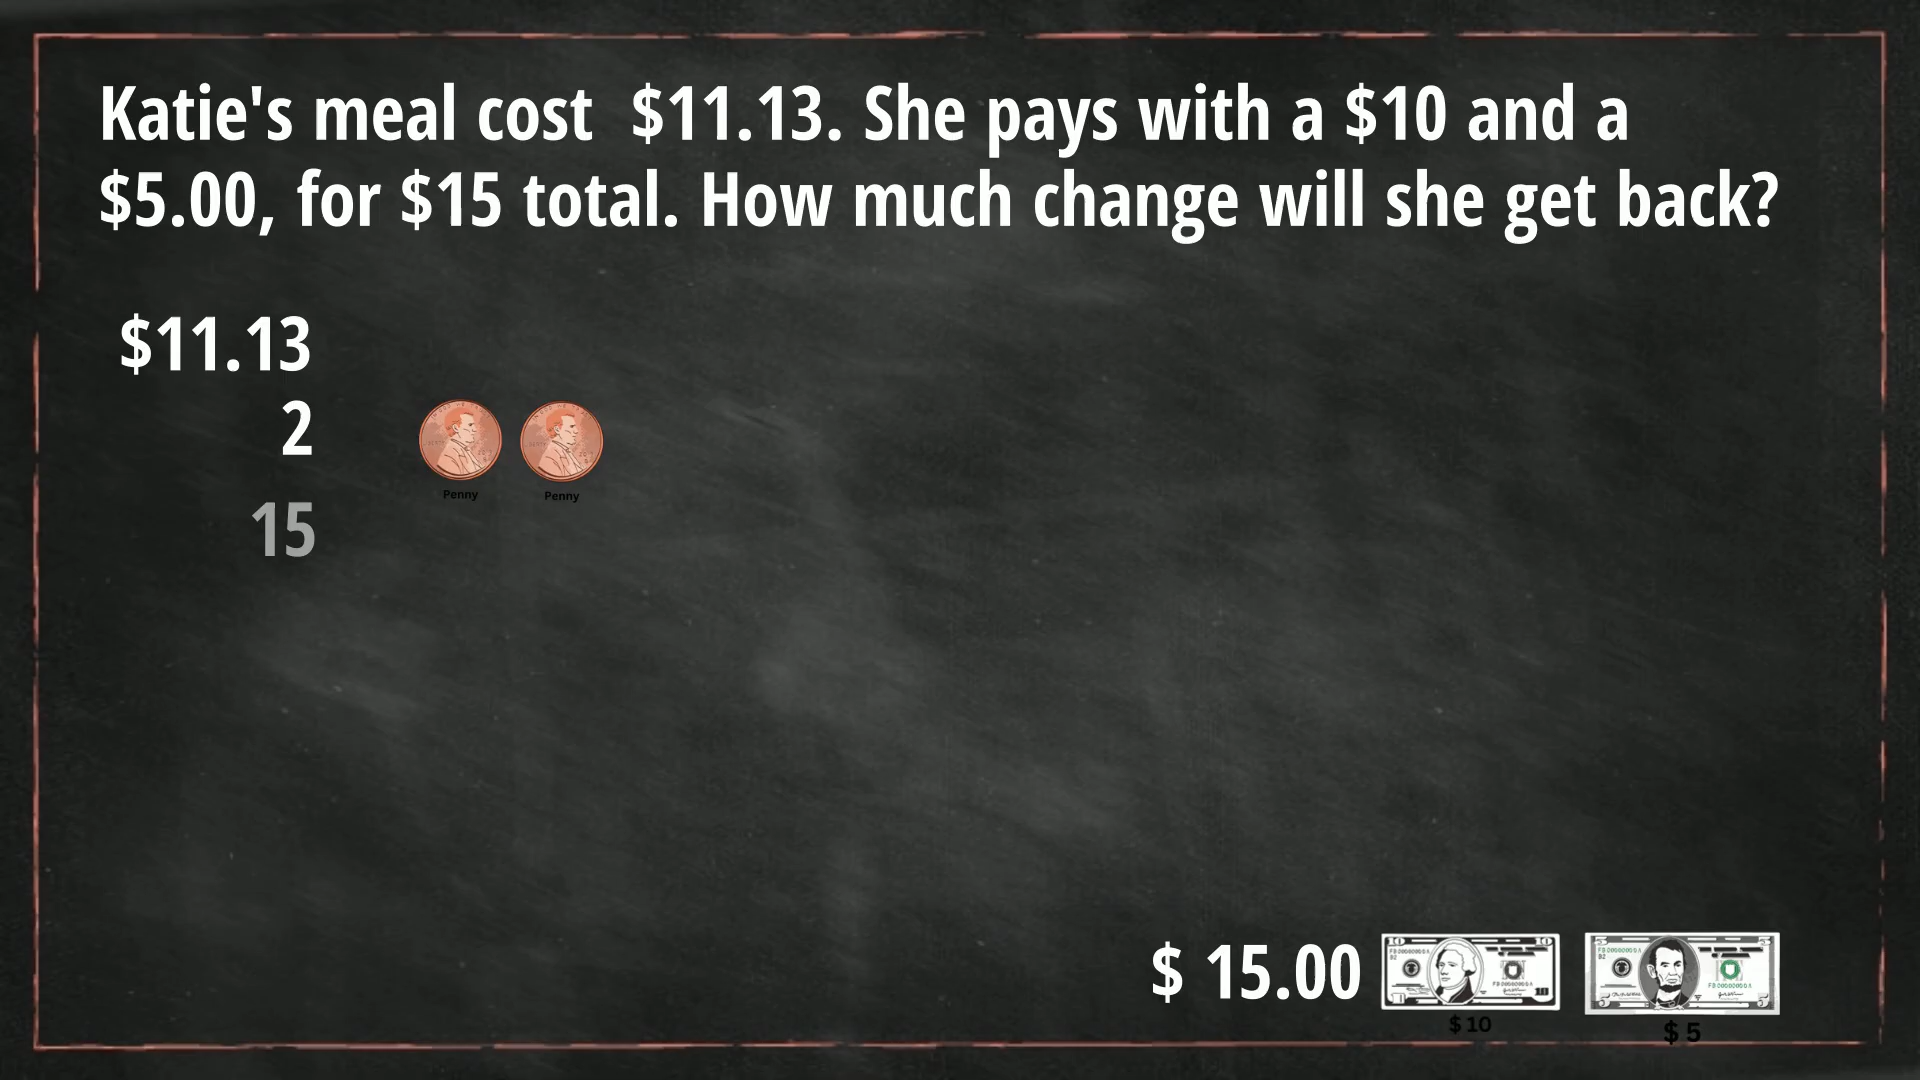 Katie's meal cost $11.13. She pays with a $10 and a
$5.00, for $15 total. How much change will she get back?
$11.13
2
Penny Penny
15
$ 15.00
$ 10
$ 5